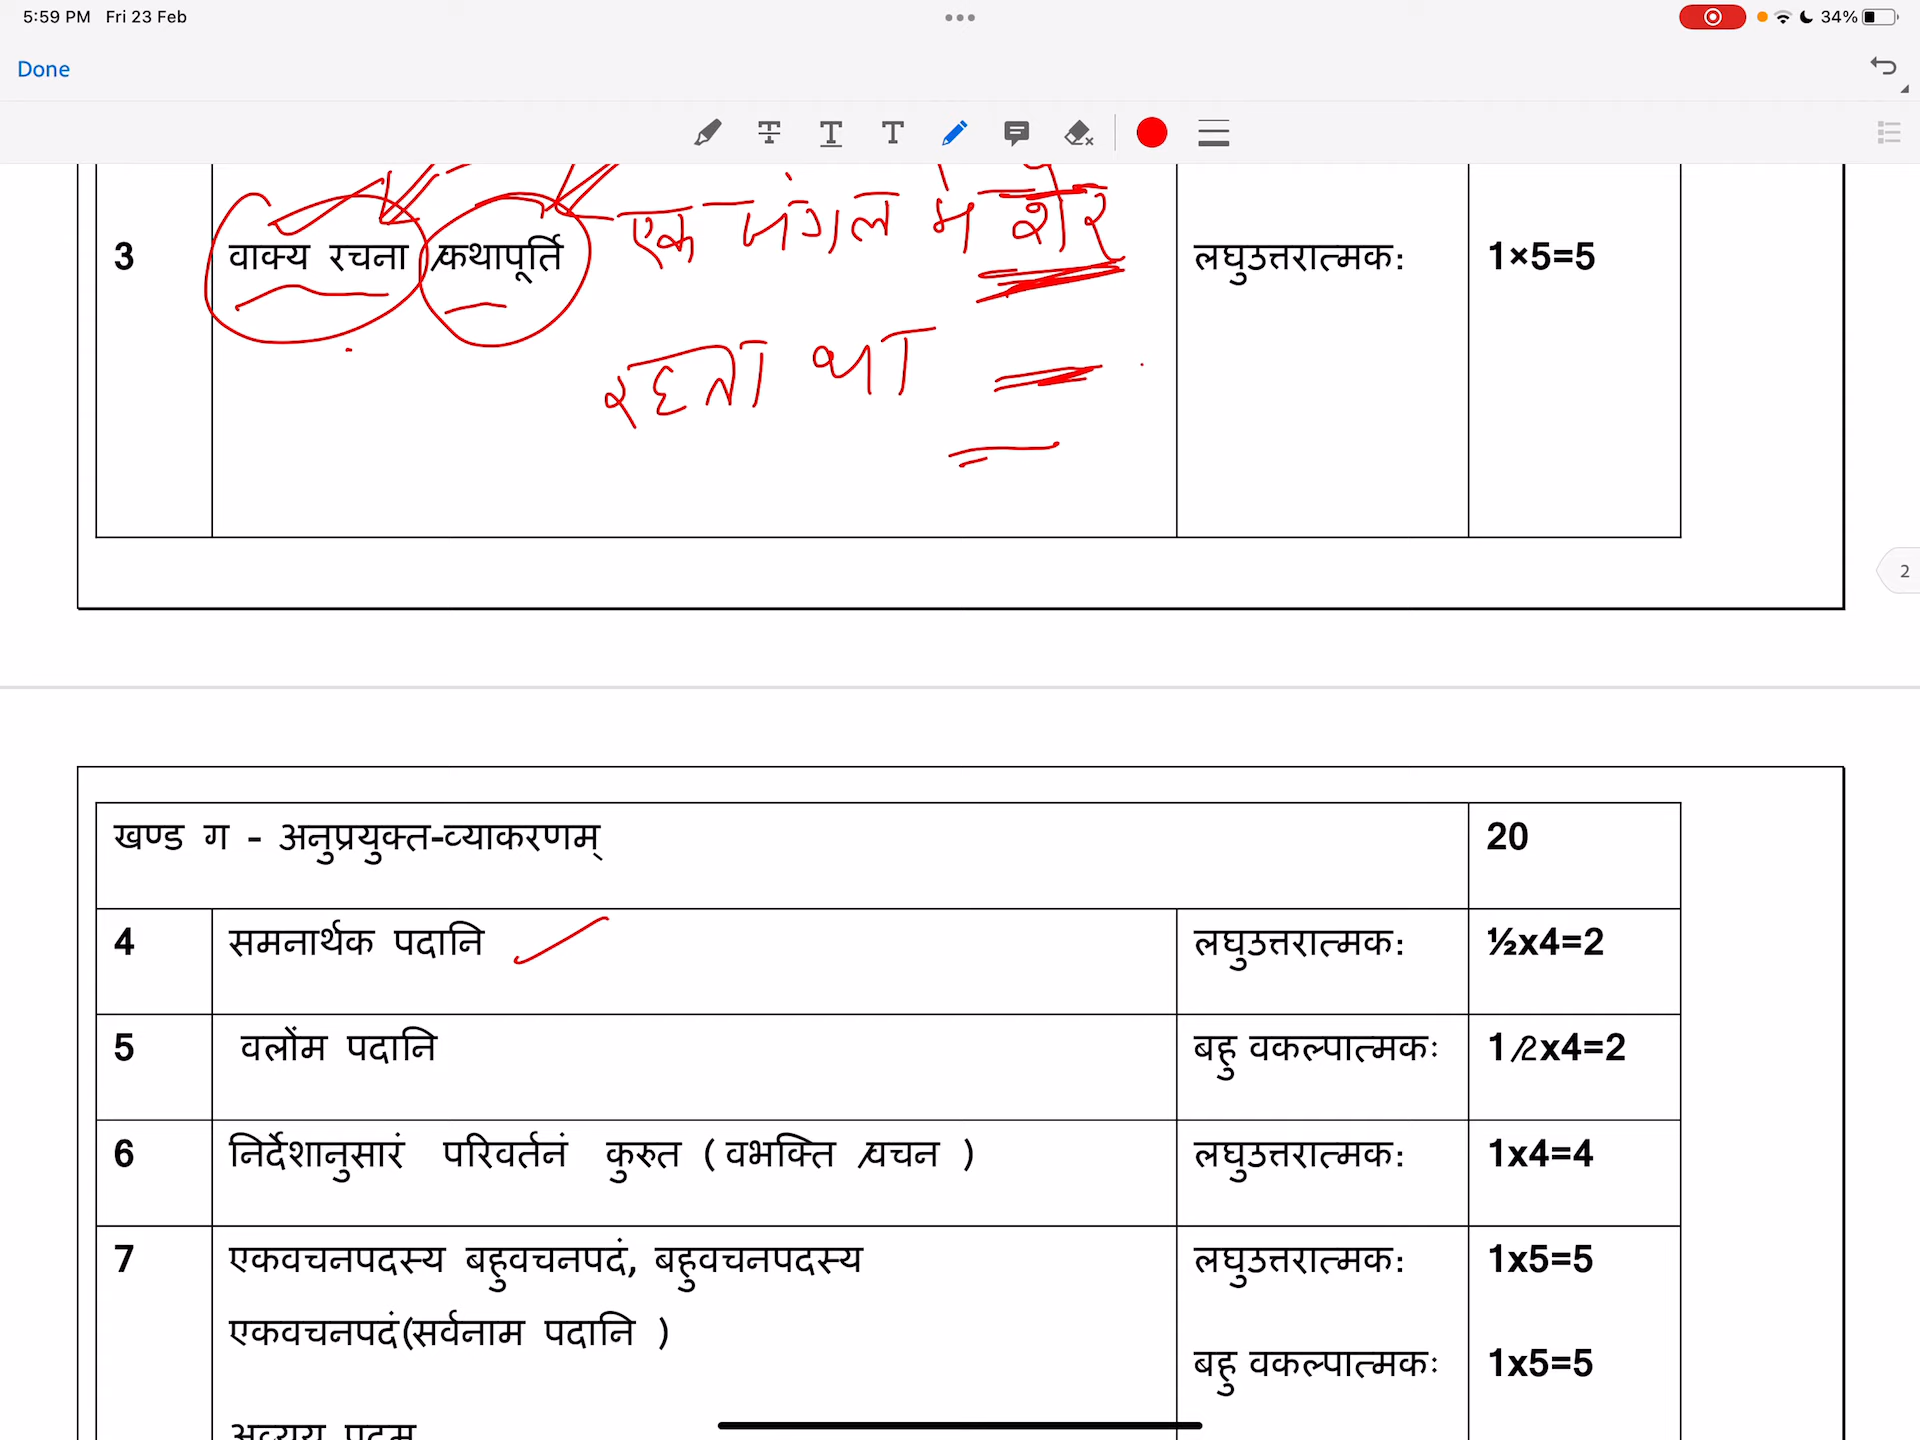 5:59 PM Fri 23 Feb
34%
Done
एक जंगल में शेर
3 वाक्य रचना /कथापूर्ति लघुउत्तरात्मक: 1×5=5
रहता था
2
खण्ड ग - अनुप्रयुक्त-व्याकरणम् 20
4 समनार्थक पदानि लघुउत्तरात्मक: ½x4=2
5 वलोंम पदानि बहु वकल्पात्मकः 1/2x4=2
6 निर्देशानुसारं परिवर्तनं कुरुत ( वभक्ति /वचन ) लघुउत्तरात्मक: 1x4=4
7 एकवचनपदस्य बहुवचनपदं, बहुवचनपदस्य लघुउत्तरात्मक: 1x5=5
एकवचनपदं(सर्वनाम पदानि )
बहु वकल्पात्मकः 1x5=5